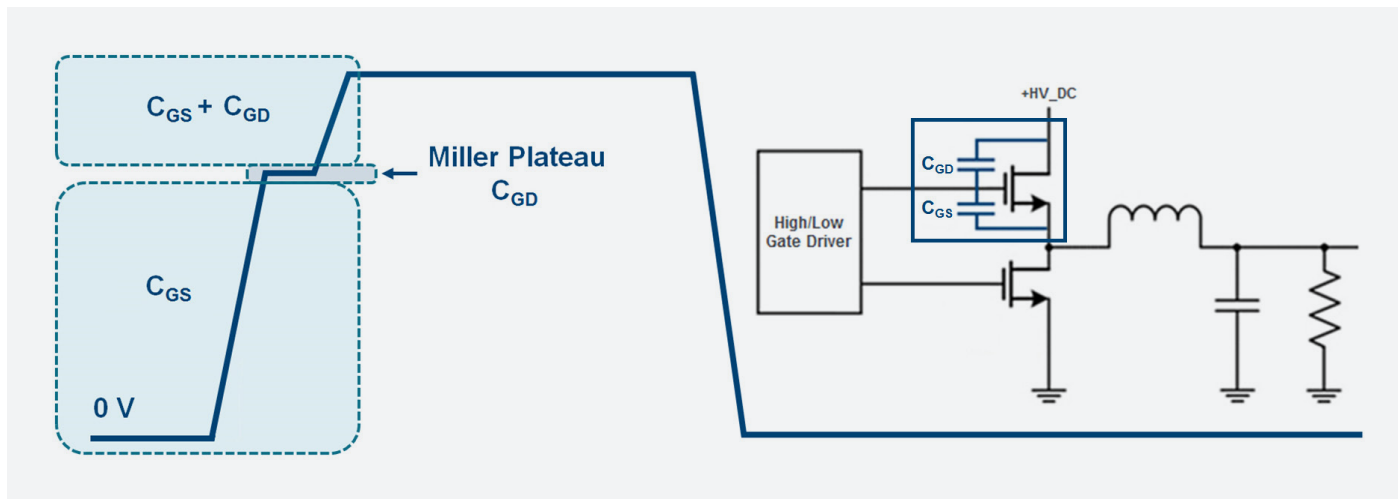 CGS + CGD
Miller Plateau
CGD
CGS
0 V
+HV_DC
CGD
CGS
High/Low
Gate Driver